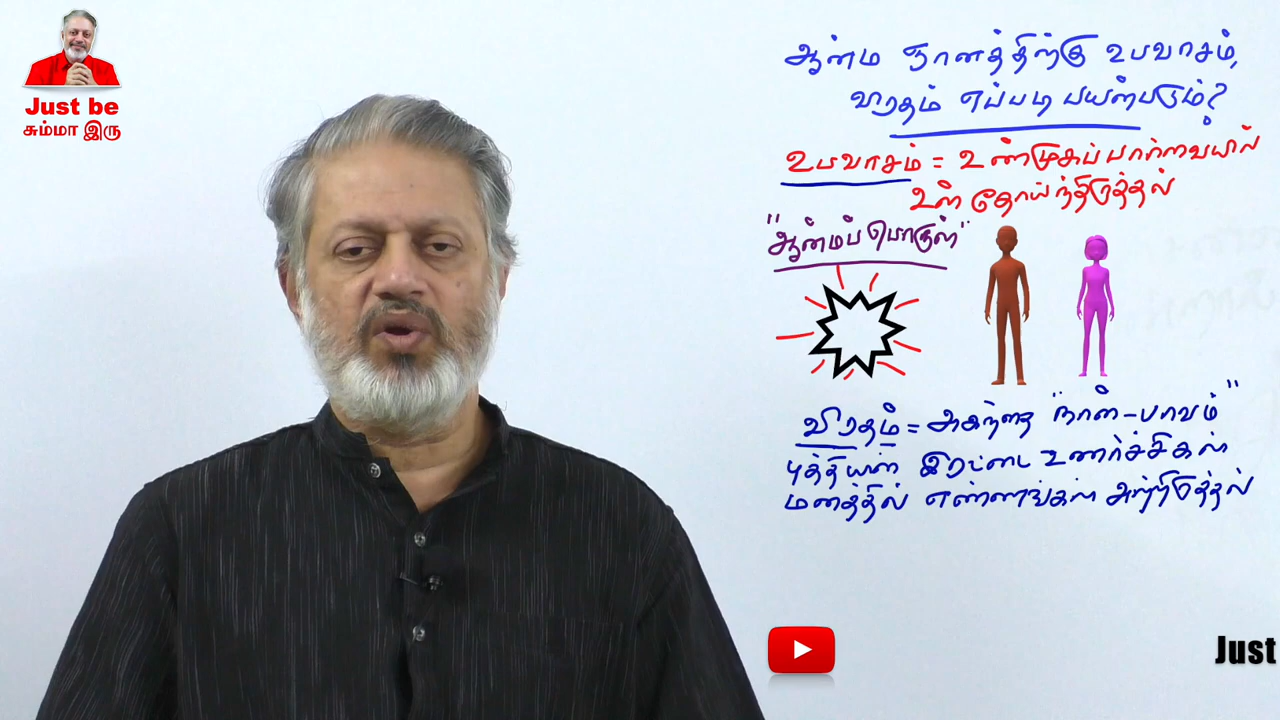 Just be
சும்மா இரு
ஆன்ம ஞானத்திற்கு உபவாசம்,
விரதம் எப்படி பயன்படும்?
உபவாசம் = உண்முகப் பார்வையில்
உள் தோய்ந்திருத்தல்
"ஆன்மப் பொருள்"
விரதம் = அகந்தை "நான்-பாவம்"
புத்தியுள் இரட்டை உணர்ச்சிகள்
மனத்தில் எண்ணங்கள் அற்றிருத்தல்
Just